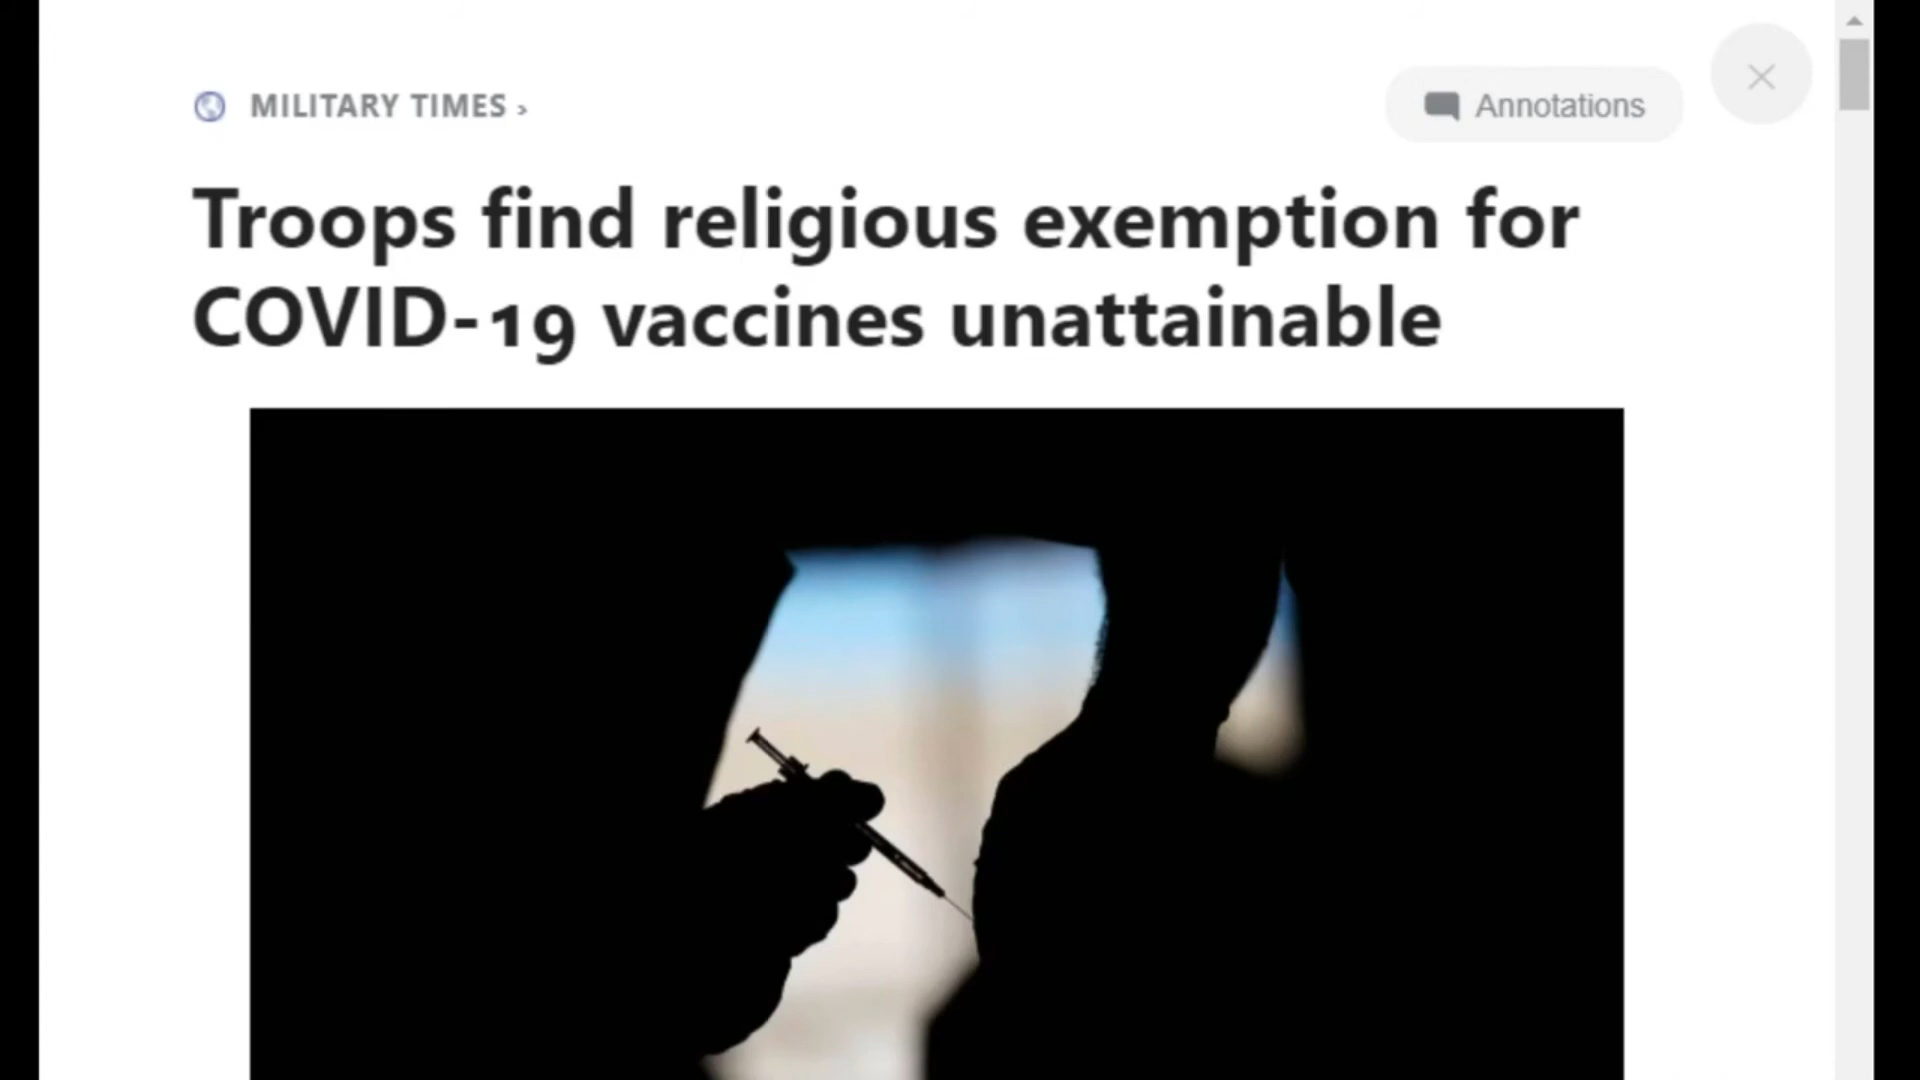 MILITARY TIMES >
Annotations
Troops find religious exemption for
COVID-19 vaccines unattainable